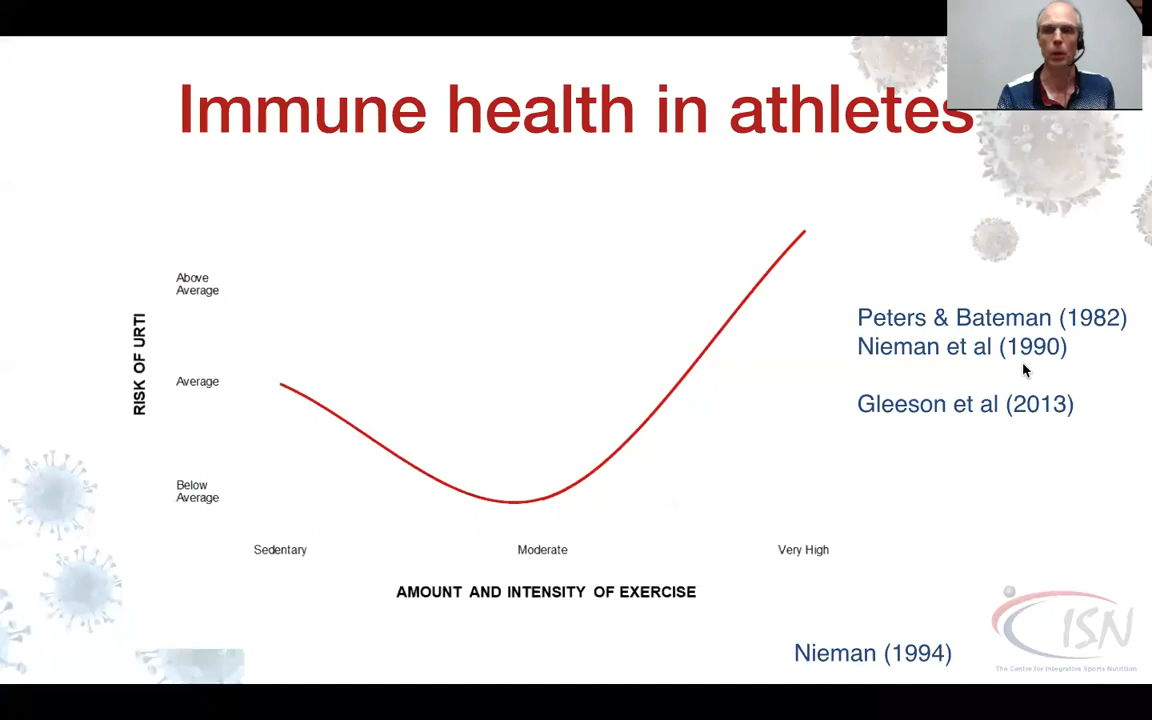 Immune health in athletes
Above
Average
RISK OF URTI
Average
Below
Average
Sedentary
Moderate
Very High
AMOUNT AND INTENSITY OF EXERCISE
Peters & Bateman (1982)
Nieman et al (1990)
Gleeson et al (2013)
Nieman (1994)
CISN
The Centre for Integrative Sports Nutrition